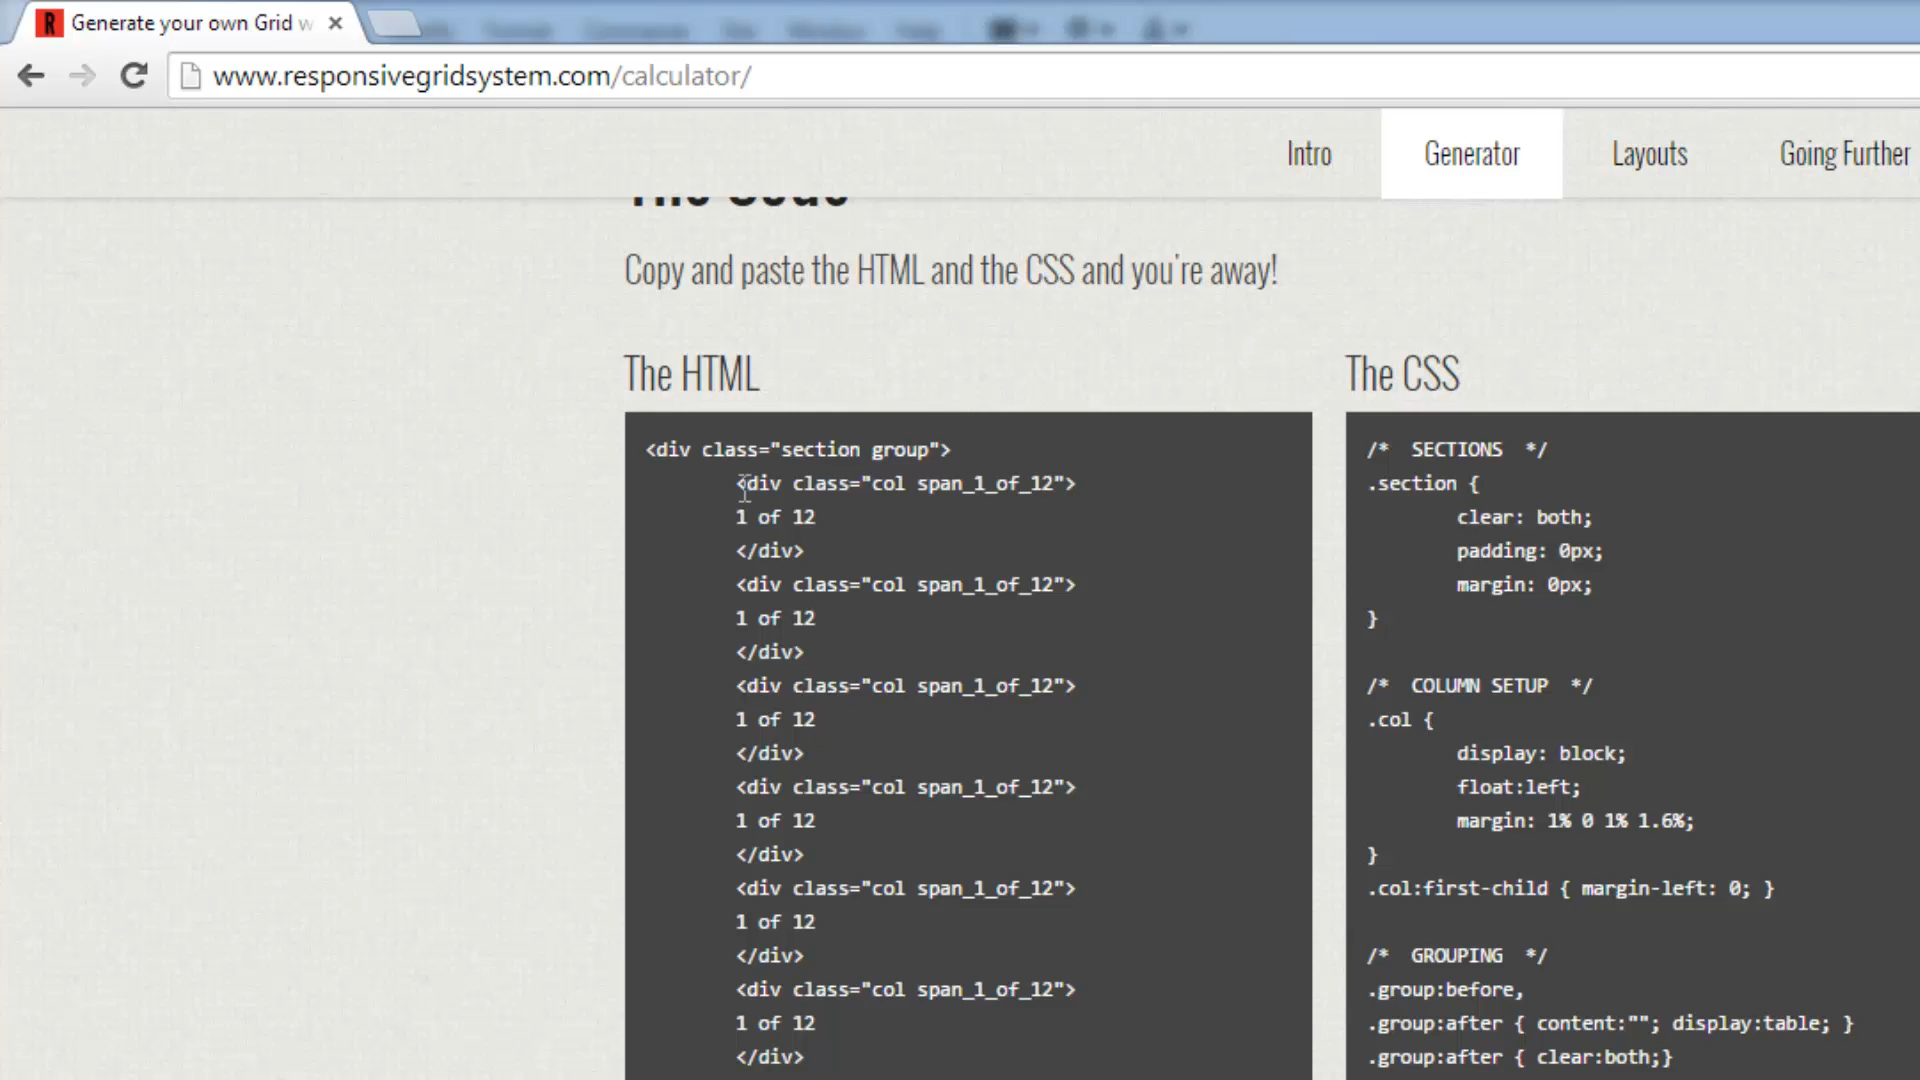 Generate your own Grid w
www.responsivegridsystem.com/calculator/
Intro
Generator
Layouts
Going Further
The Code
Copy and paste the HTML and the CSS and you're away!
The HTML
<div class="section group">
<div class="col span_1_of_12">
1 of 12
</div>
<div class="col span_1_of_12">
1 of 12
</div>
<div class="col span_1_of_12">
1 of 12
</div>
<div class="col span_1_of_12">
1 of 12
</div>
<div class="col span_1_of_12">
1 of 12
</div>
<div class="col span_1_of_12">
1 of 12
</div>
The CSS
/*  SECTIONS  */
.section {
clear: both;
padding: 0px;
margin: 0px;
}
/*  COLUMN SETUP  */
.col {
display: block;
float:left;
margin: 1% 0 1% 1.6%;
}
.col:first-child { margin-left: 0; }
/*  GROUPING  */
.group:before,
.group:after { content:""; display:table; }
.group:after { clear:both;}